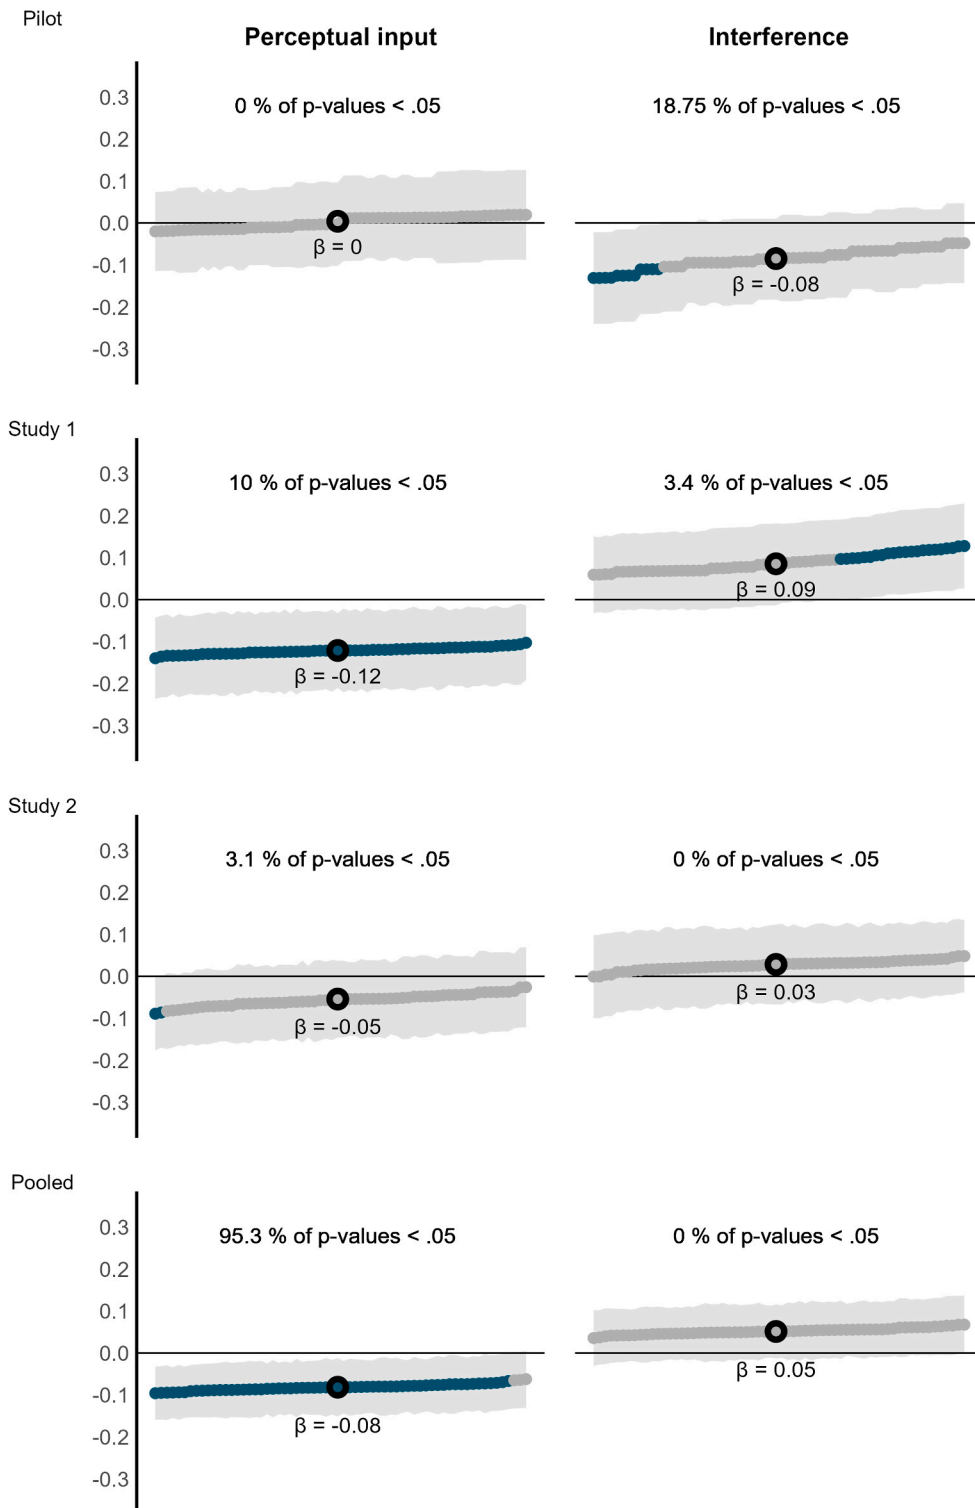 Pilot
Perceptual input
Interference
0.3
0.2
0.1
0.0
-0.1
-0.2
-0.3
0 % of p-values < .05
β = 0
18.75 % of p-values < .05
β = -0.08
Study 1
0.3
0.2
0.1
0.0
-0.1
-0.2
-0.3
10 % of p-values < .05
β = -0.12
3.4 % of p-values < .05
β = 0.09
Study 2
0.3
0.2
0.1
0.0
-0.1
-0.2
-0.3
3.1 % of p-values < .05
β = -0.05
0 % of p-values < .05
β = 0.03
Pooled
0.3
0.2
0.1
0.0
-0.1
-0.2
-0.3
95.3 % of p-values < .05
β = -0.08
0 % of p-values < .05
β = 0.05